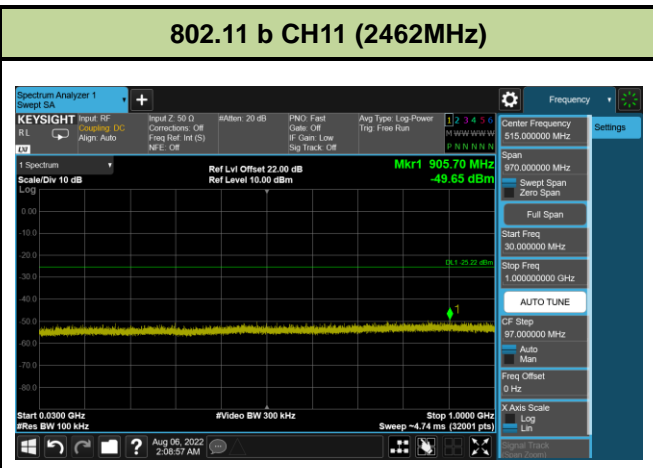 802.11 b CH11 (2462MHz)
Spectrum Analyzer 1
Swept SA
+
Frequency
KEYSIGHT
RL
LXI
Input: RF
Coupling: DC
Align: Auto
Input Z: 50 Ω
Corrections: Off
Freq Ref: Int (S)
NFE: Off
#Atten: 20 dB
PNO: Fast
Gate: Off
IF Gain: Low
Sig Track: Off
Avg Type: Log-Power
Trig: Free Run
1 2 3 4 5 6
M W W W W W
P N N N N N
1 Spectrum
Scale/Div 10 dB
Log
Ref Lvl Offset 22.00 dB
Ref Level 10.00 dBm
Mkr1 905.70 MHz
-49.65 dBm
0.00
-10.0
-20.0
DL1 -25.22 dBm
-30.0
-40.0
1
-50.0
-60.0
-70.0
-80.0
Start 0.0300 GHz
#Res BW 100 kHz
#Video BW 300 kHz
Stop 1.0000 GHz
Sweep ~4.74 ms (32001 pts)
Center Frequency
515.000000 MHz
Settings
Span
970.000000 MHz
Swept Span
Zero Span
Full Span
Start Freq
30.000000 MHz
Stop Freq
1.000000000 GHz
AUTO TUNE
CF Step
97.000000 MHz
Auto
Man
Freq Offset
0 Hz
X Axis Scale
Log
Lin
Signal Track
(Span Zoom)
?
Aug 06, 2022
2:08:57 AM